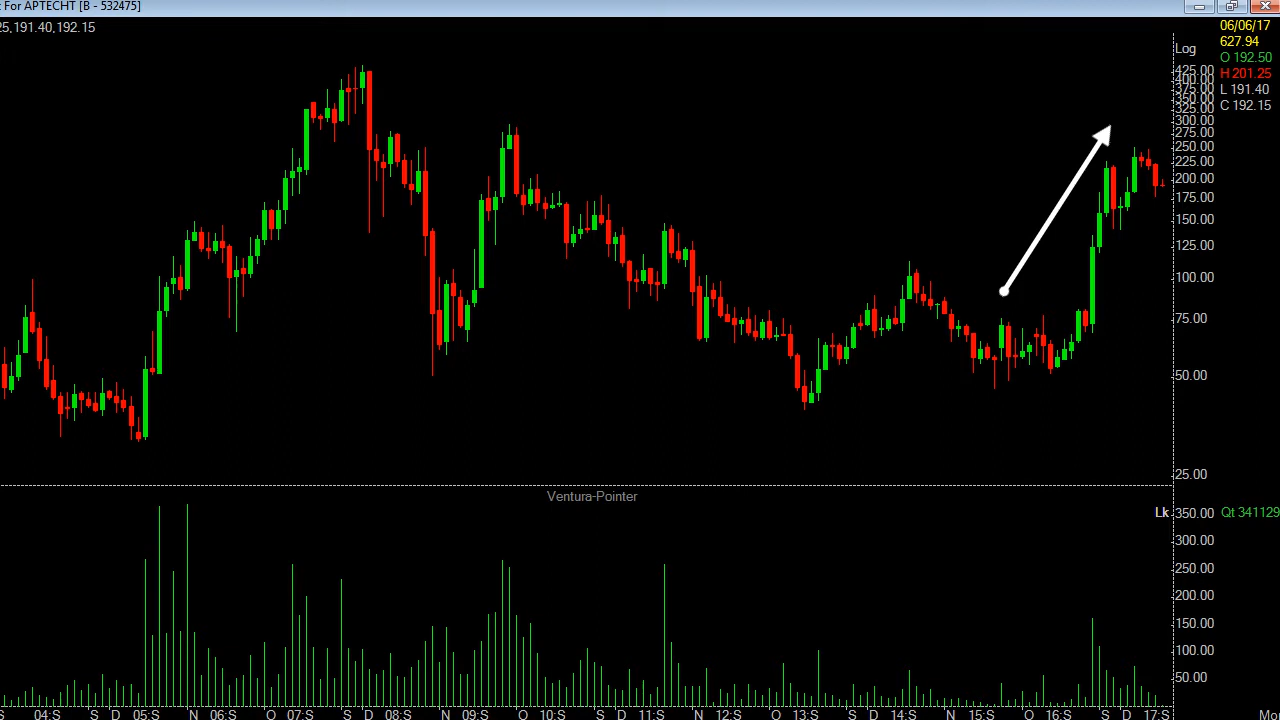 t For APTECHT [B - 532475]
25,191.40,192.15
06/06/17
627.94
O 192.50
H 201.25
L 191.40
C 192.15
Log
425.00
400.00
375.00
350.00
325.00
300.00
275.00
250.00
225.00
200.00
175.00
150.00
125.00
100.00
75.00
50.00
25.00
Ventura-Pointer
Lk
Qt 341129
350.00
300.00
250.00
200.00
150.00
100.00
50.00
S 04:S S D 05:S N 06:S O 07:S S D 08:S N 09:S O 10:S S D 11:S N 12:S O 13:S S D 14:S N 15:S O 16:S S D 17:S Mo